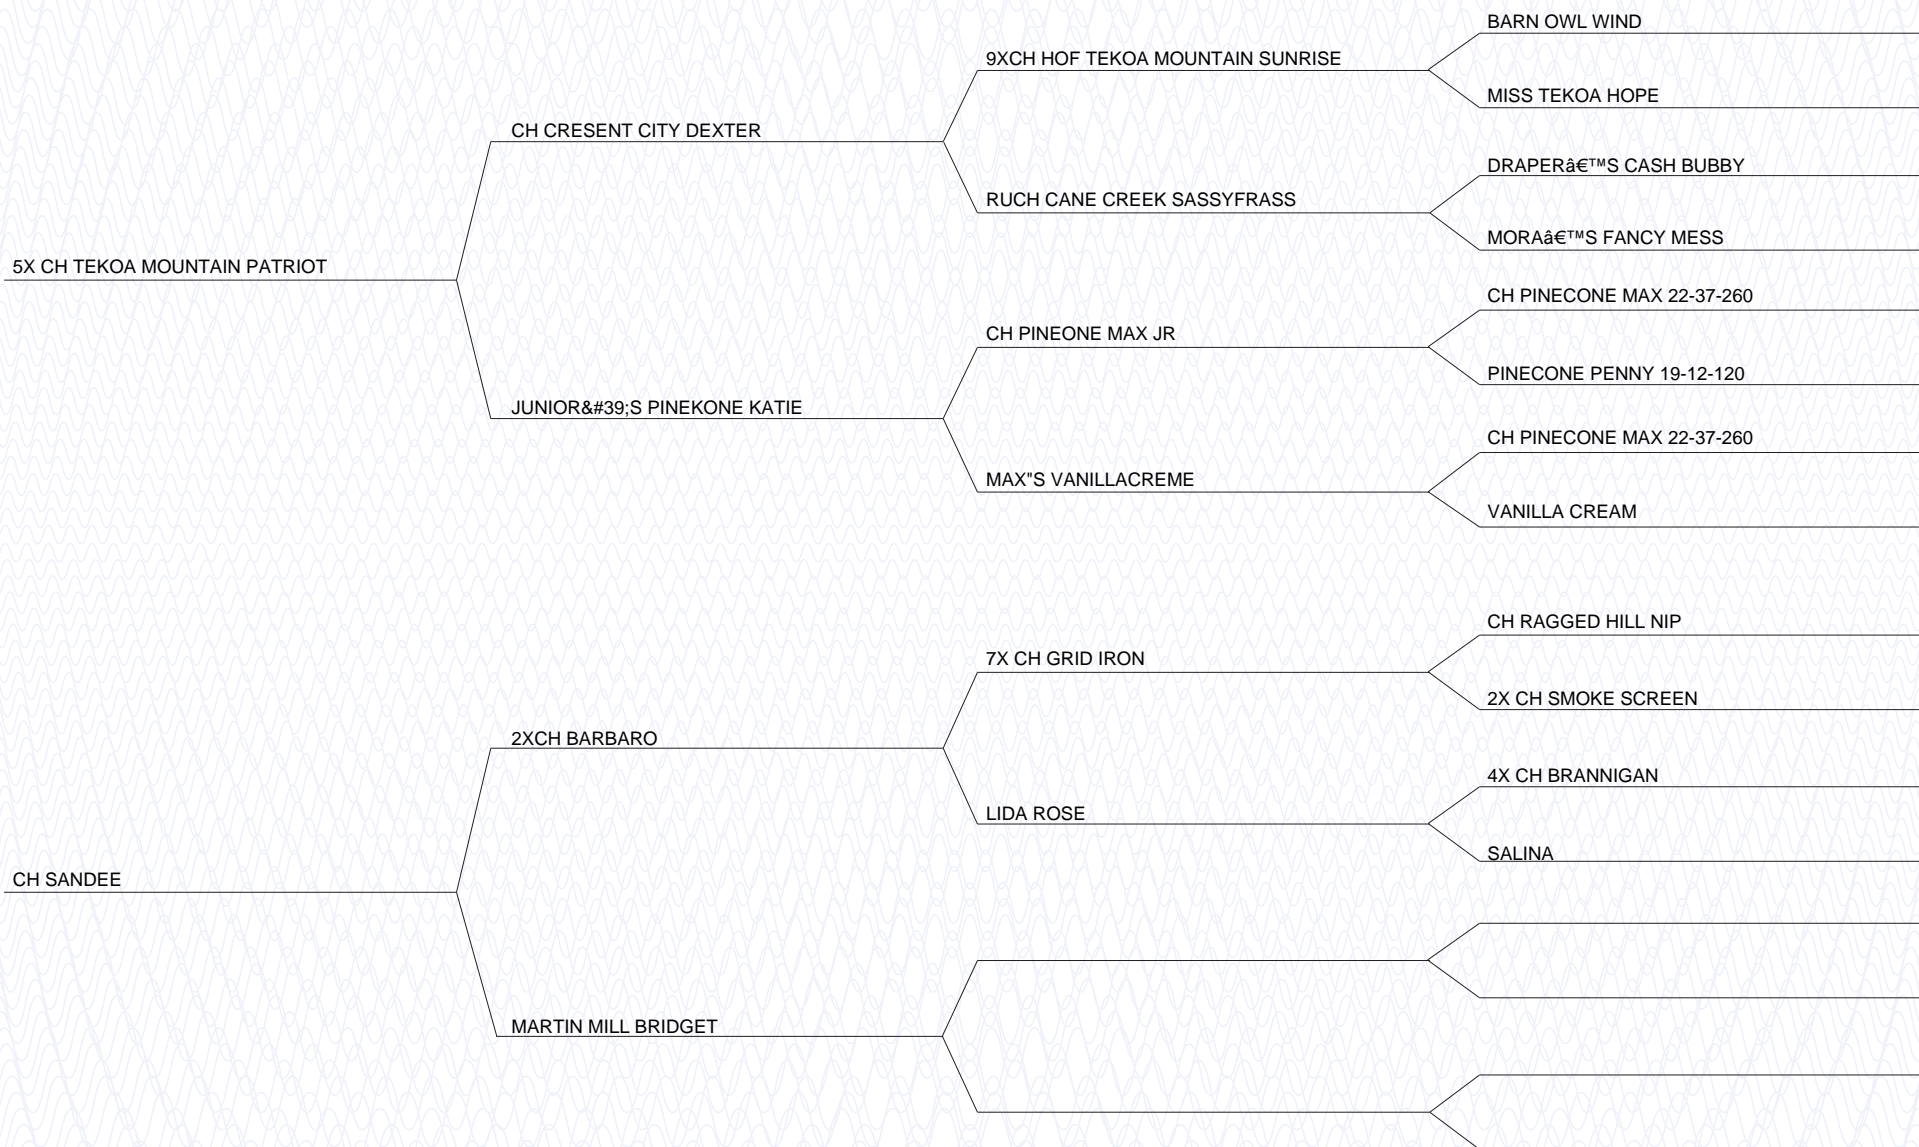 BARN OWL WIND
9XCH HOF TEKOA MOUNTAIN SUNRISE
MISS TEKOA HOPE
CH CRESENT CITY DEXTER
DRAPERâ€™S CASH BUBBY
RUCH CANE CREEK SASSYFRASS
MORAâ€™S FANCY MESS
5X CH TEKOA MOUNTAIN PATRIOT
CH PINECONE MAX 22-37-260
CH PINEONE MAX JR
PINECONE PENNY 19-12-120
JUNIOR&#39;S PINEKONE KATIE
CH PINECONE MAX 22-37-260
MAX"S VANILLACREME
VANILLA CREAM
CH RAGGED HILL NIP
7X CH GRID IRON
2X CH SMOKE SCREEN
2XCH BARBARO
4X CH BRANNIGAN
LIDA ROSE
SALINA
CH SANDEE
MARTIN MILL BRIDGET